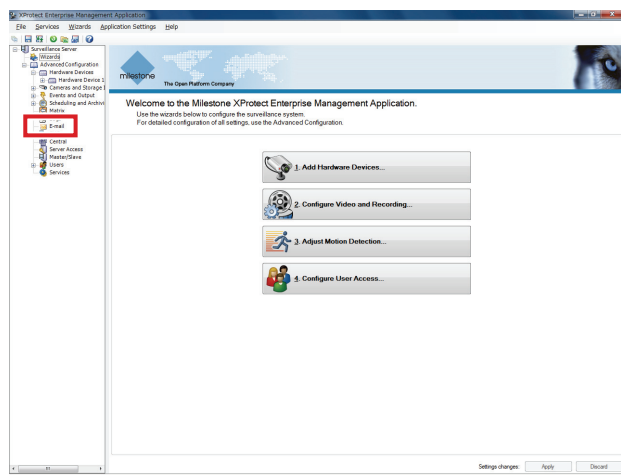 XProtect Enterprise Management Application
File Services Wizards Application Settings Help
Surveillance Server
Wizards
Advanced Configuration
Hardware Devices
Hardware Device 1
Cameras and Storage I
Events and Output
Scheduling and Archivi
Matrix
E-mail
Central
Server Access
Master/Slave
Users
Services
milestone
The Open Platform Company
Welcome to the Milestone XProtect Enterprise Management Application.
Use the wizards below to configure the surveillance system.
For detailed configuration of all settings, use the Advanced Configuration.
1. Add Hardware Devices...
2. Configure Video and Recording...
3. Adjust Motion Detection...
4. Configure User Access...
Settings changes: Apply Discard